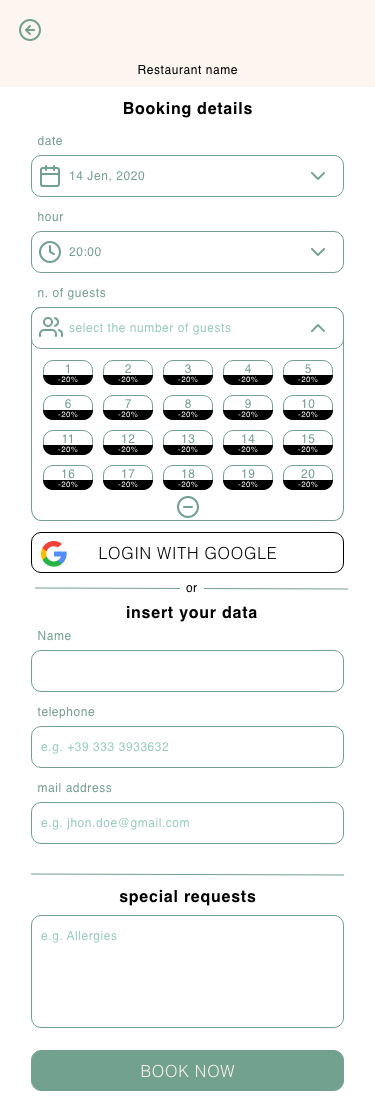 Restaurant name
Booking details
date
14 Jen, 2020
hour
20:00
n. of guests
select the number of guests
1 2 3 4 5
-20% -20% -20% -20% -20%
6 7 8 9 10
-20% -20% -20% -20% -20%
11 12 13 14 15
-20% -20% -20% -20% -20%
16 17 18 19 20
-20% -20% -20% -20% -20%
LOGIN WITH GOOGLE
or
insert your data
Name
telephone
e.g. +39 333 3933632
mail address
e.g. jhon.doe@gmail.com
special requests
e.g. Allergies
BOOK NOW